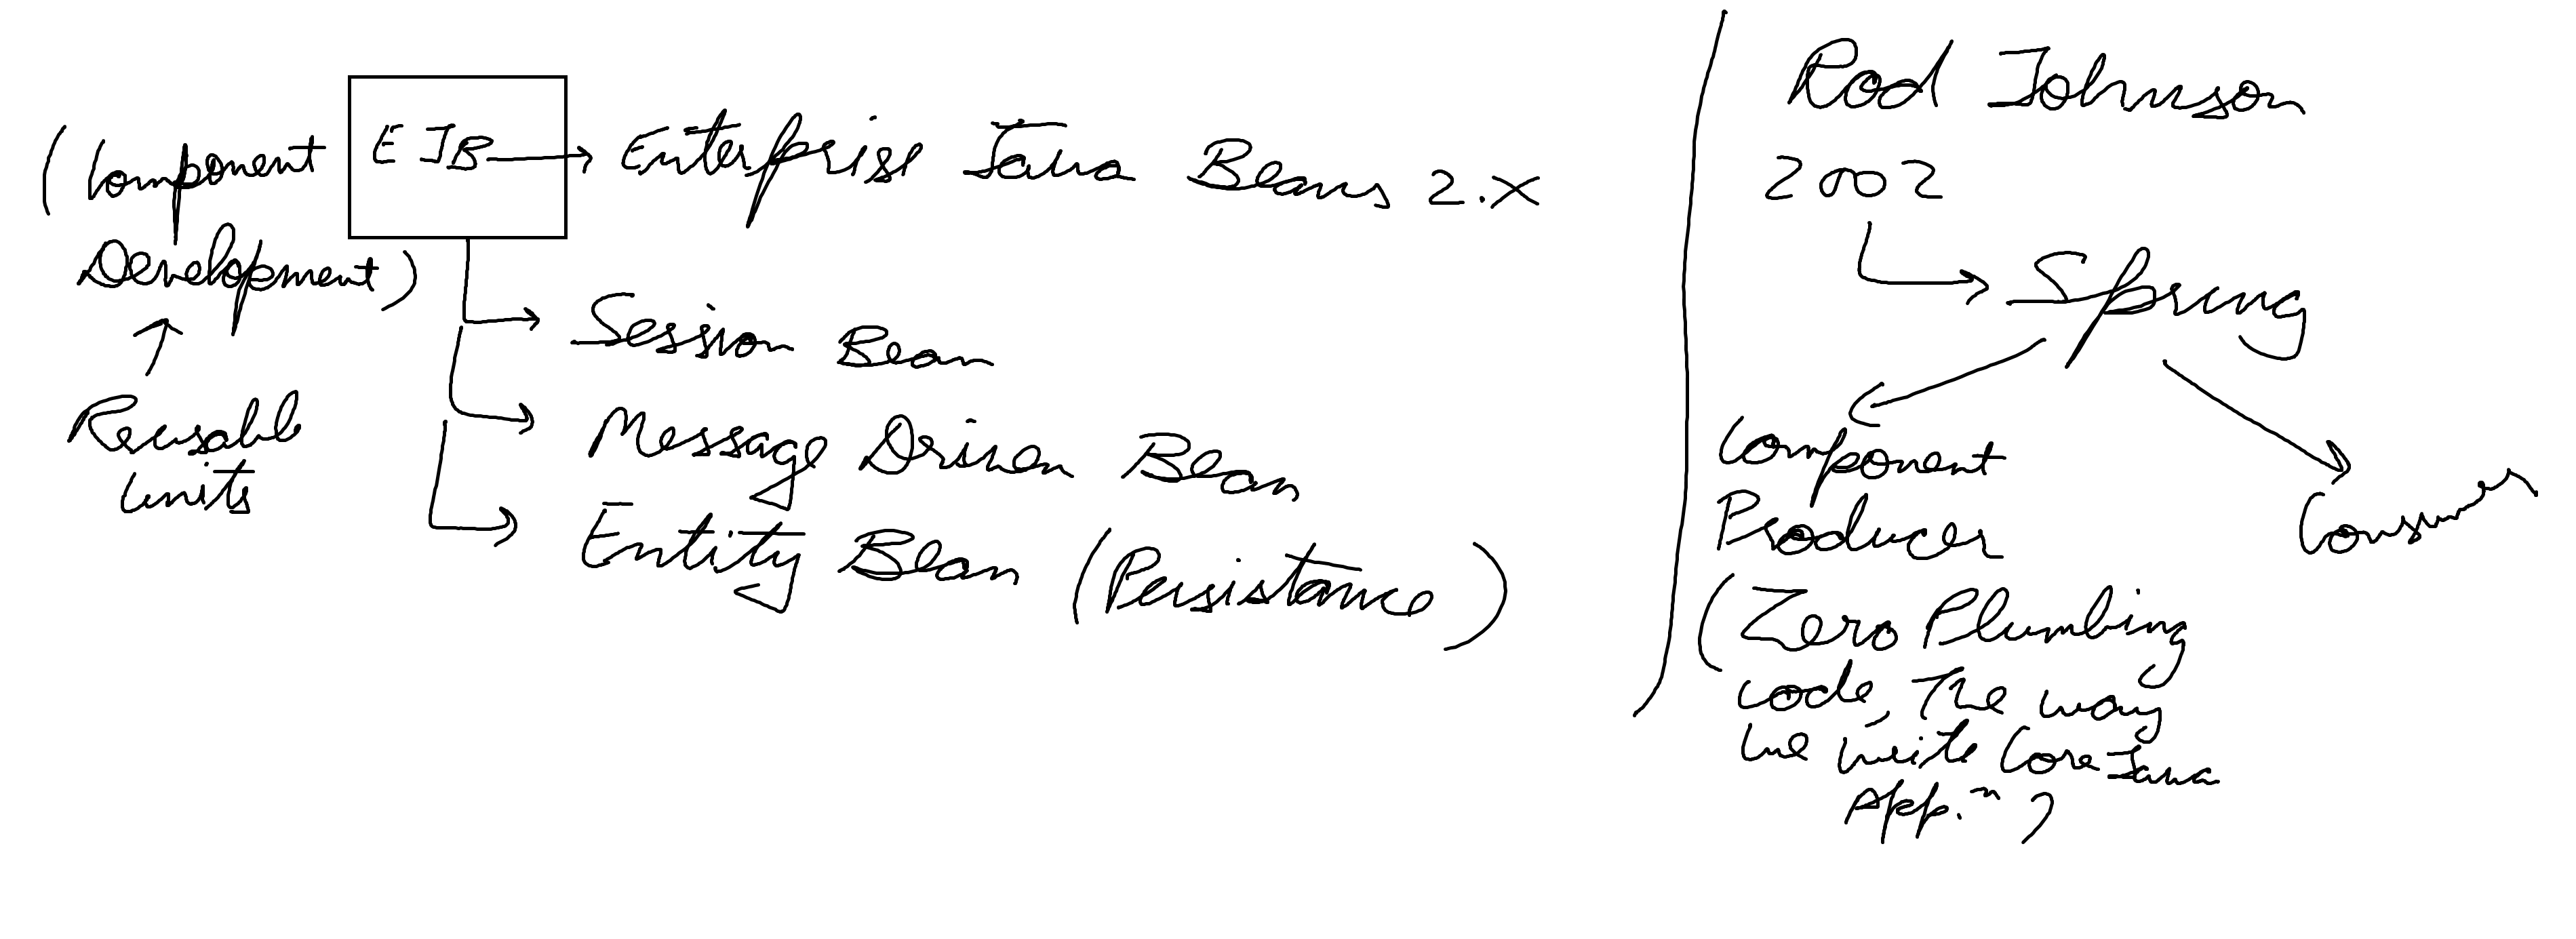 EJB → Enterprise Java Beans 2.X
(Component
Development)
↑
Reusable
units
Session Bean
Message Driven Bean
Entity Bean (Persistance)
Rod Johnson
2002
Spring
Component
Producer
(Zero Plumbing
code, The way
we write Core Java
App.n)
Consumer